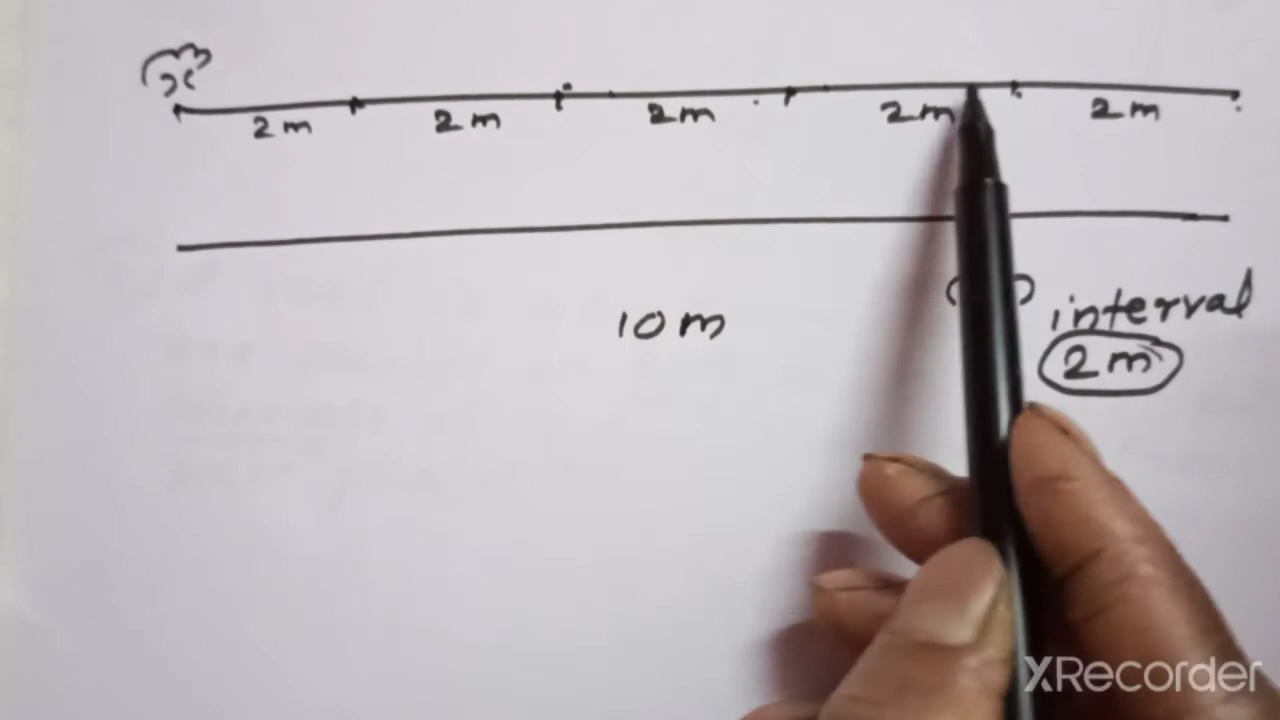 x
2m 2m 2m 2m 2m
10m
interval
2m
XRecorder